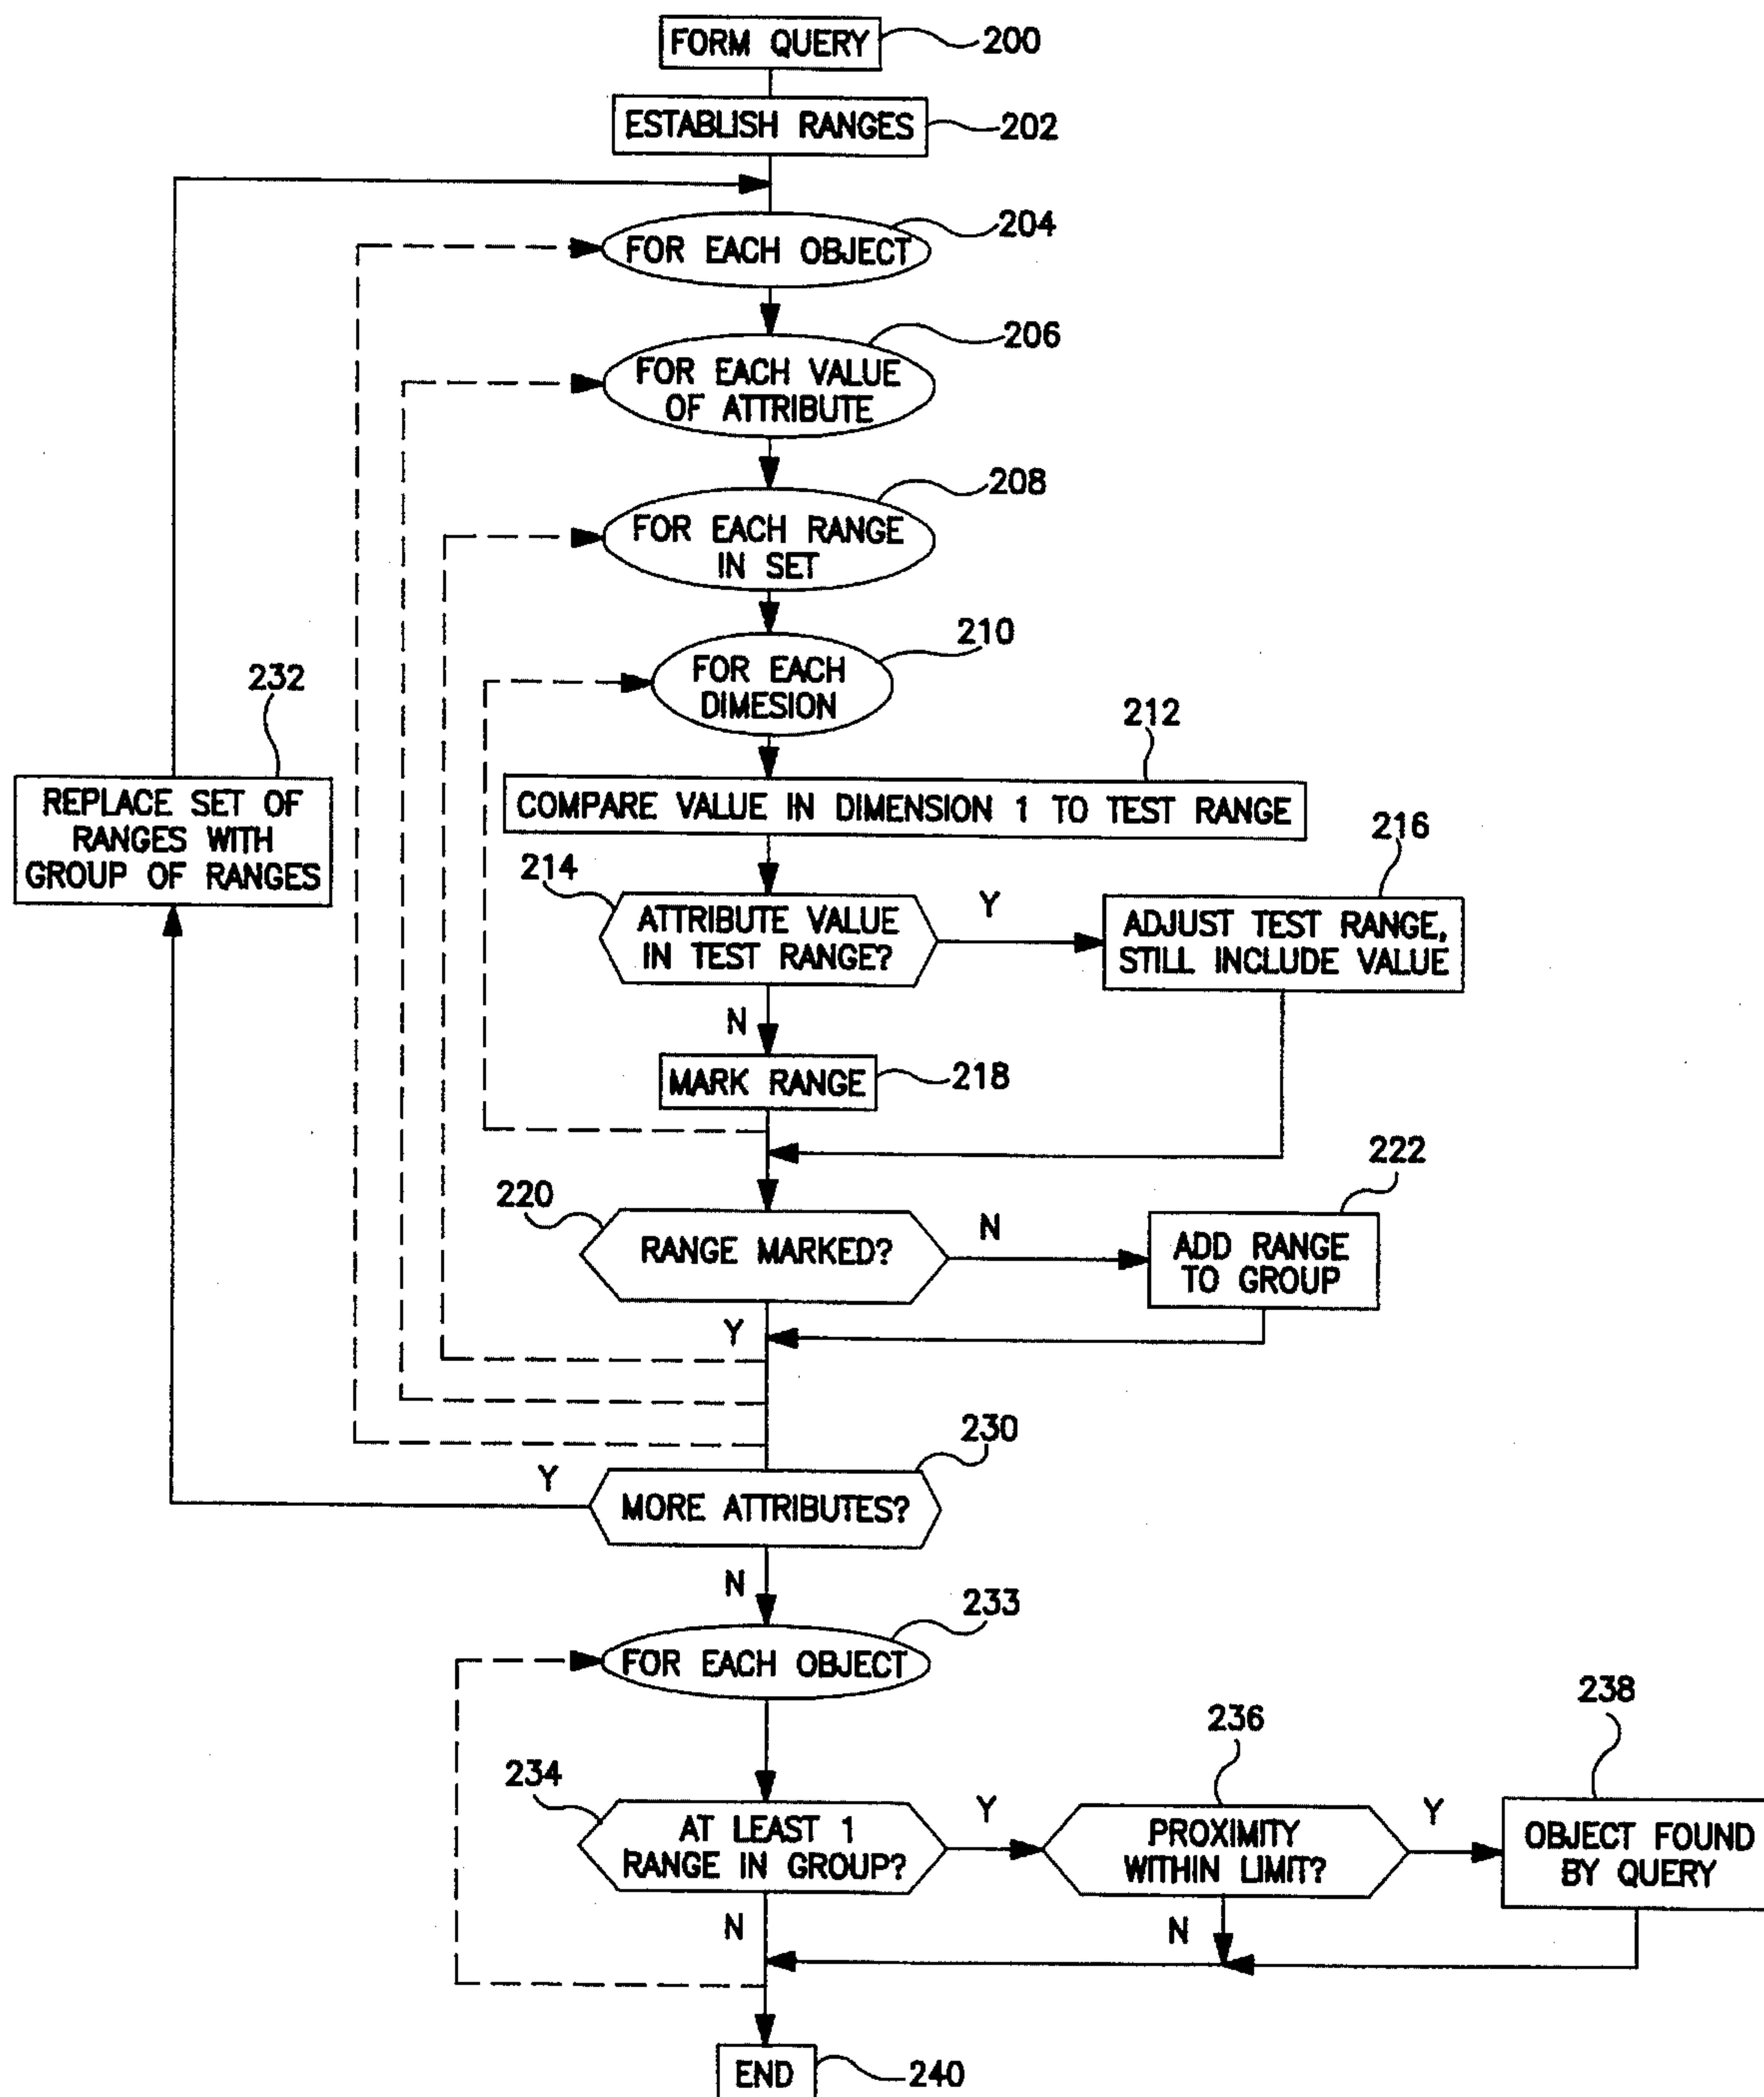 FORM QUERY
200
ESTABLISH RANGES
202
204
FOR EACH OBJECT
206
FOR EACH VALUE
OF ATTRIBUTE
208
FOR EACH RANGE
IN SET
210
FOR EACH
DIMESION
232
REPLACE SET OF
RANGES WITH
GROUP OF RANGES
212
COMPARE VALUE IN DIMENSION 1 TO TEST RANGE
214
ATTRIBUTE VALUE
IN TEST RANGE?
Y
216
ADJUST TEST RANGE,
STILL INCLUDE VALUE
N
MARK RANGE
218
220
RANGE MARKED?
N
222
ADD RANGE
TO GROUP
Y
230
Y
MORE ATTRIBUTES?
N
233
FOR EACH OBJECT
234
AT LEAST 1
RANGE IN GROUP?
Y
236
PROXIMITY
WITHIN LIMIT?
Y
238
OBJECT FOUND
BY QUERY
N
N
END
240